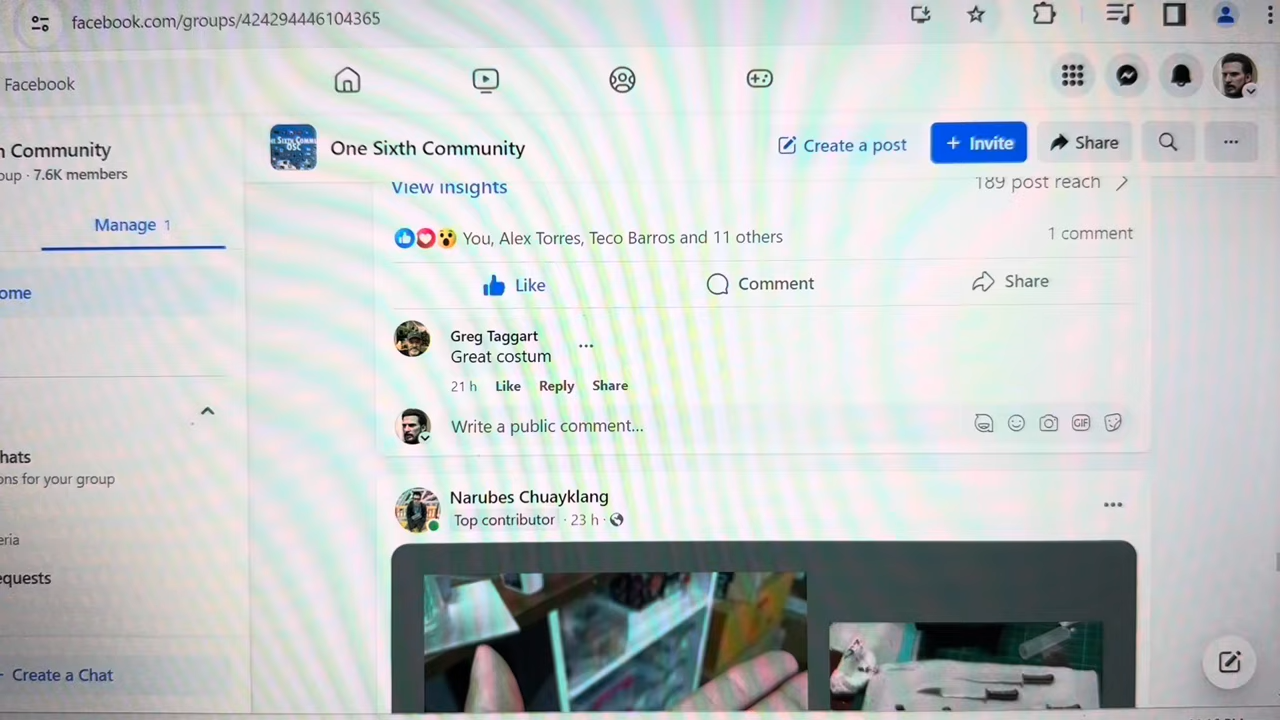 facebook.com/groups/424294446104365
Facebook
One Sixth Community
Create a post
+ Invite
Share
Community
7.6K members
Manage 1
View insights
189 post reach
You, Alex Torres, Teco Barros and 11 others
1 comment
Like
Comment
Share
Greg Taggart
Great costum
21 h Like Reply Share
Write a public comment...
GIF
Narubes Chuayklang
Top contributor · 23 h ·
ome
hats
ons for your group
eria
equests
Create a Chat